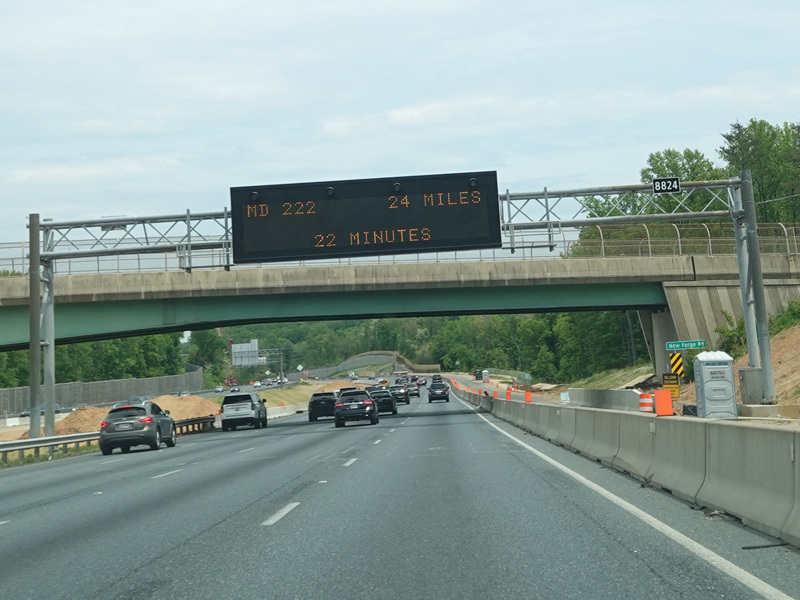 MD 222 24 MILES
22 MINUTES
8824
New Forge Rd